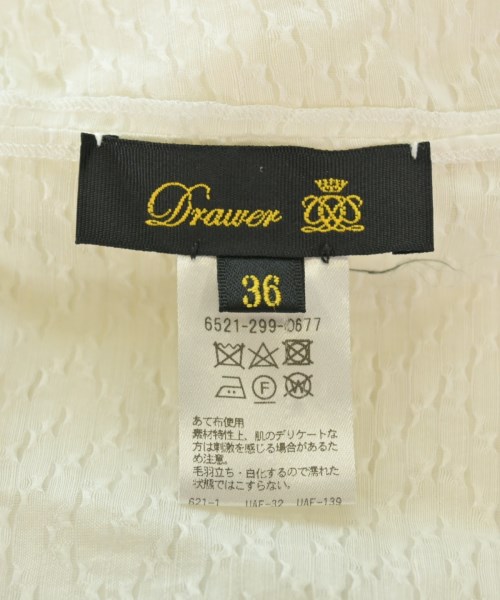 Drawer
36
6521-299-0677
F
W
あて布使用
素材特性上、肌のデリケートな
方は刺激を感じる場合があるた
め注意。
毛羽立ち・白化するので濡れた
状態ではこすらない。
621-1 UAF-32 UAF-139